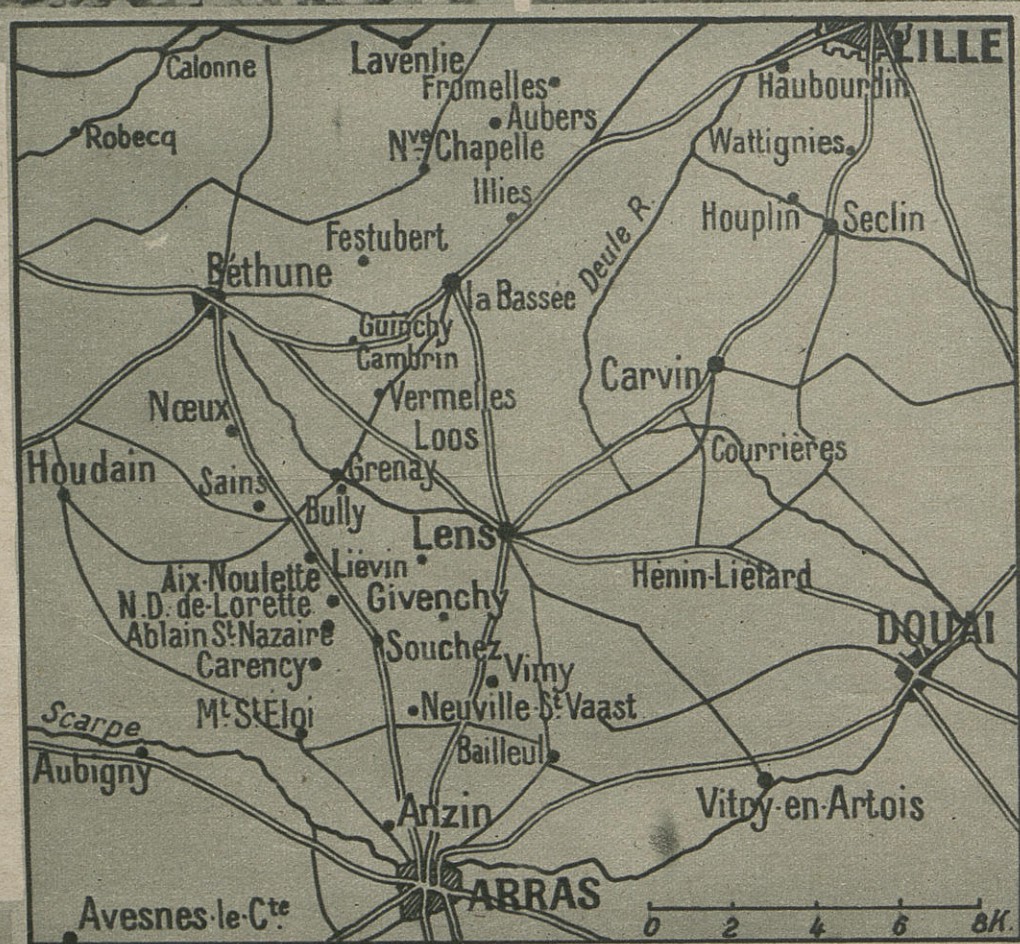 LILLE
Calonne
Laventie
Fromelles
Haubourdin
Aubers
Robecq
Nve Chapelle
Wattignies
Illies
Houplin
Seclin
Festubert
Deule R.
Béthune
la Bassée
Guinchy
Cambrin
Carvin
Vermelles
Nœux
Loos
Courrières
Houdain
Grenay
Sains
Bully
Lens
Liévin
Aix-Noulette
Hénin-Liétard
N.D. de-Lorette
Givenchy
Ablain St Nazaire
DOUAI
Souchez
Carency
Vimy
Mt St Eloi
Neuville-St Vaast
Scarpe
Bailleul
Aubigny
Vitry-en-Artois
Anzin
ARRAS
Avesnes-le-Cte
0 2 4 6 8K.